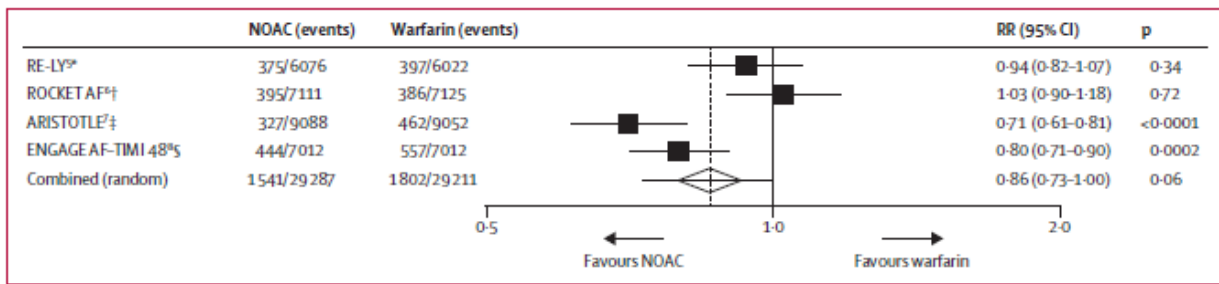 NOAC (events) Warfarin (events) RR (95% CI) p
RE-LY⁵* 375/6076 397/6022 0·94 (0·82–1·07) 0·34
ROCKET AF⁶† 395/7111 386/7125 1·03 (0·90–1·18) 0·72
ARISTOTLE⁷‡ 327/9088 462/9052 0·71 (0·61–0·81) <0·0001
ENGAGE AF–TIMI 48⁸§ 444/7012 557/7012 0·80 (0·71–0·90) 0·0002
Combined (random) 1541/29287 1802/29211 0·86 (0·73–1·00) 0·06
0·5 1·0 2·0
Favours NOAC Favours warfarin